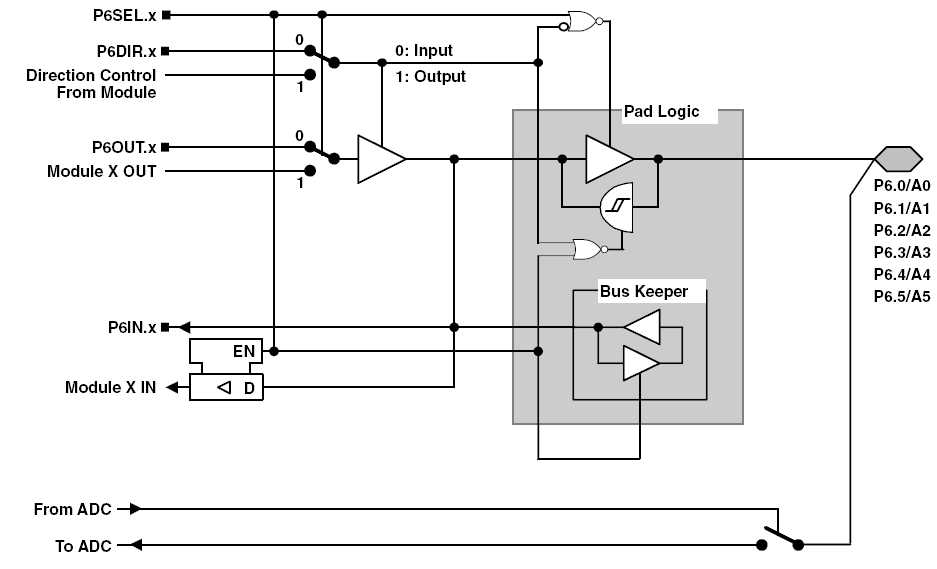 P6SEL.x
P6DIR.x
0
0: Input
Direction Control
From Module
1
1: Output
Pad Logic
P6OUT.x
0
Module X OUT
1
P6.0/A0
P6.1/A1
P6.2/A2
P6.3/A3
P6.4/A4
P6.5/A5
Bus Keeper
P6IN.x
EN
Module X IN
D
From ADC
To ADC